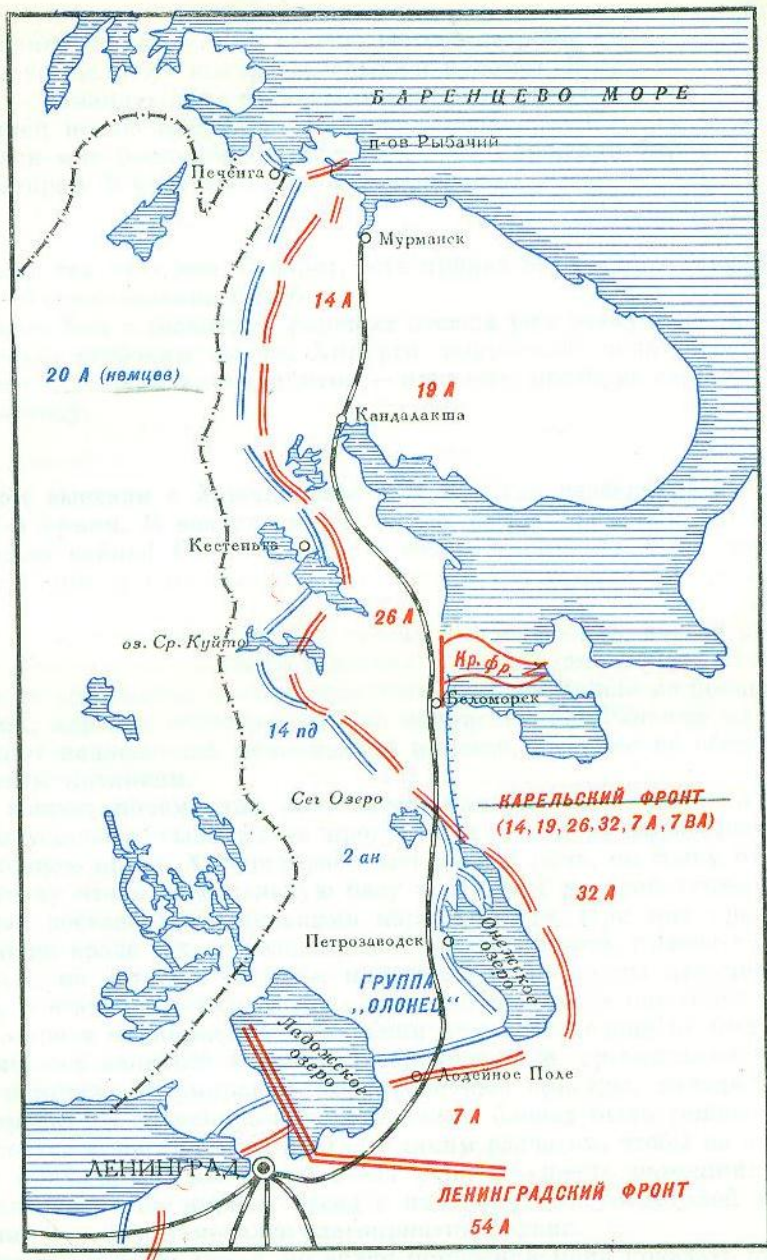 БАРЕНЦЕВО МОРЕ
п-ов Рыбачий
Печенга
Мурманск
14 А
20 А (немцев)
19 А
Кандалакша
Кестеньга
26 А
оз. Ср. Куйто
Кр. фр.
Беломорск
14 пд
Сег Озеро
КАРЕЛЬСКИЙ ФРОНТ
(14, 19, 26, 32, 7 А, 7 ВА)
2 ак
32 А
Петрозаводск
Онежское
озеро
ГРУППА
„ОЛОНЕЦ“
Ладожское
озеро
Лодейное Поле
7 А
ЛЕНИНГРАД
ЛЕНИНГРАДСКИЙ ФРОНТ
54 А